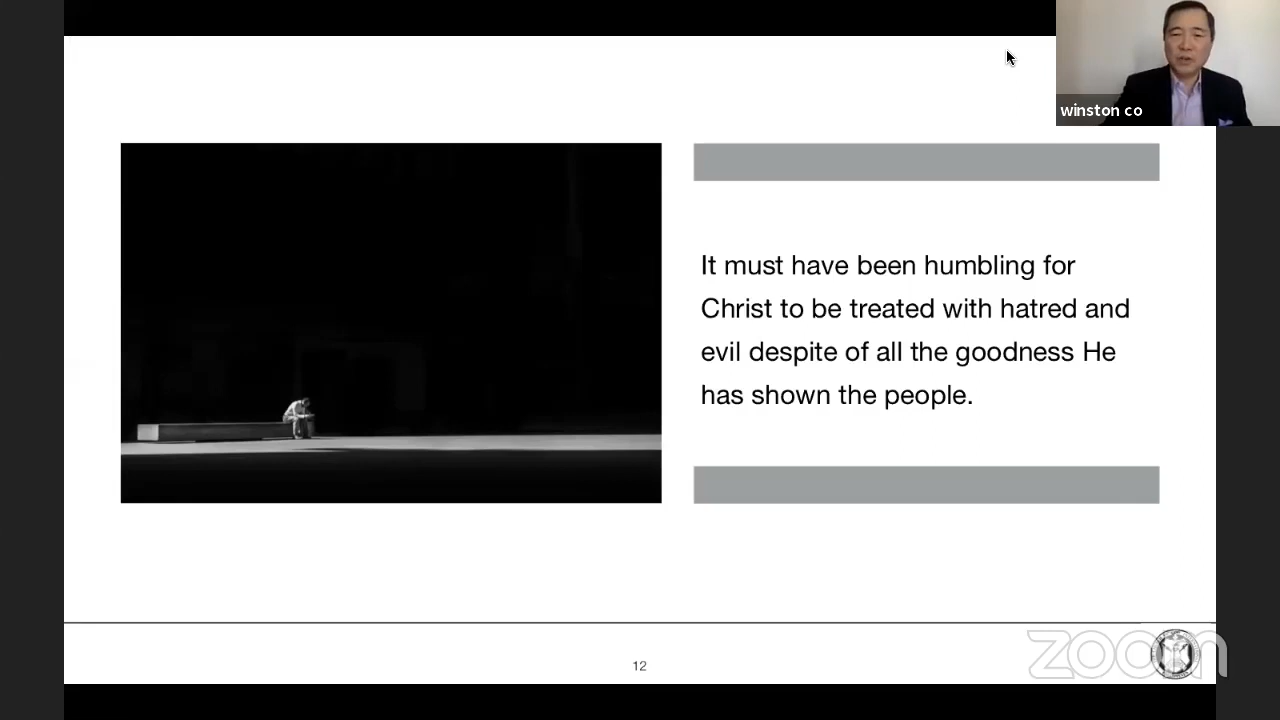 winston co
It must have been humbling for
Christ to be treated with hatred and
evil despite of all the goodness He
has shown the people.
12
zoom